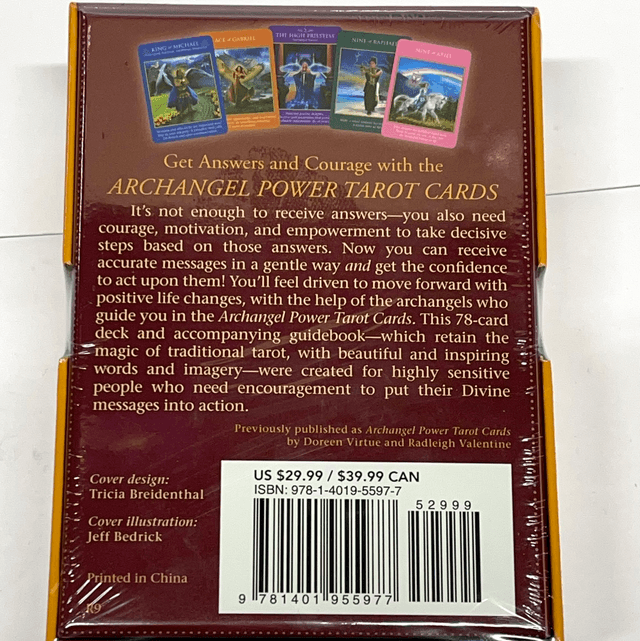 KING of MICHAEL
ACE of GABRIEL
THE HIGH PRIESTESS
NINE of RAPHAEL
NINE of ARIEL
Get Answers and Courage with the
ARCHANGEL POWER TAROT CARDS
It's not enough to receive answers—you also need
courage, motivation, and empowerment to take decisive
steps based on those answers. Now you can receive
accurate messages in a gentle way and get the confidence
to act upon them! You'll feel driven to move forward with
positive life changes, with the help of the archangels who
guide you in the Archangel Power Tarot Cards. This 78-card
deck and accompanying guidebook—which retain the
magic of traditional tarot, with beautiful and inspiring
words and imagery—were created for highly sensitive
people who need encouragement to put their Divine
messages into action.
Previously published as Archangel Power Tarot Cards
by Doreen Virtue and Radleigh Valentine
Cover design:
Tricia Breidenthal
Cover illustration:
Jeff Bedrick
Printed in China
R9
US $29.99 / $39.99 CAN
ISBN: 978-1-4019-5597-7
52999
9 781401 955977